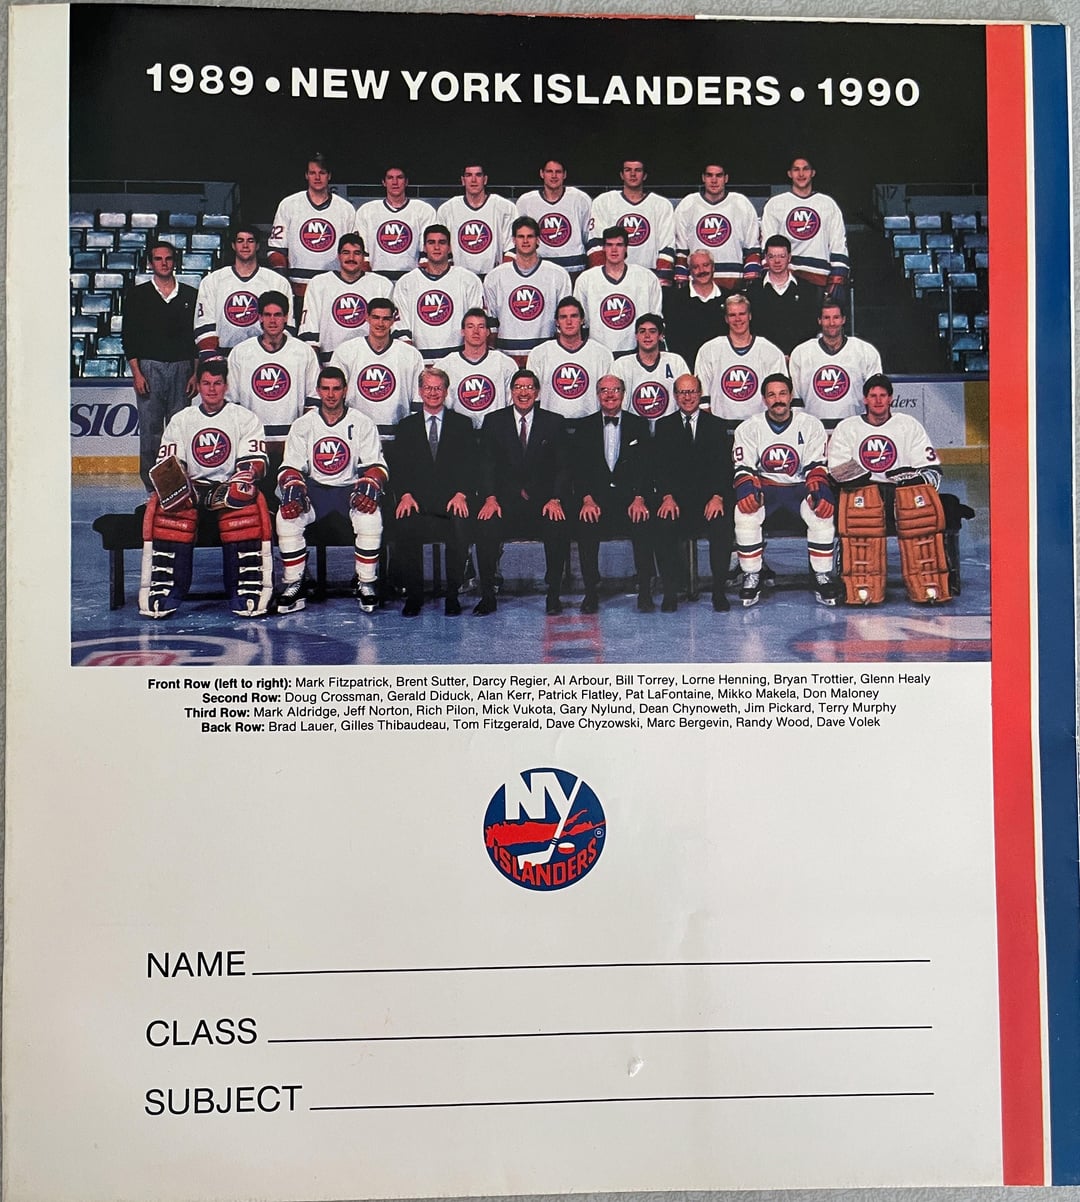 1989 • NEW YORK ISLANDERS • 1990
SIO
ders
30 30
Front Row (left to right): Mark Fitzpatrick, Brent Sutter, Darcy Regier, Al Arbour, Bill Torrey, Lorne Henning, Bryan Trottier, Glenn Healy
Second Row: Doug Crossman, Gerald Diduck, Alan Kerr, Patrick Flatley, Pat LaFontaine, Mikko Makela, Don Maloney
Third Row: Mark Aldridge, Jeff Norton, Rich Pilon, Mick Vukota, Gary Nylund, Dean Chynoweth, Jim Pickard, Terry Murphy
Back Row: Brad Lauer, Gilles Thibaudeau, Tom Fitzgerald, Dave Chyzowski, Marc Bergevin, Randy Wood, Dave Volek
NY
ISLANDERS
NAME
CLASS
SUBJECT